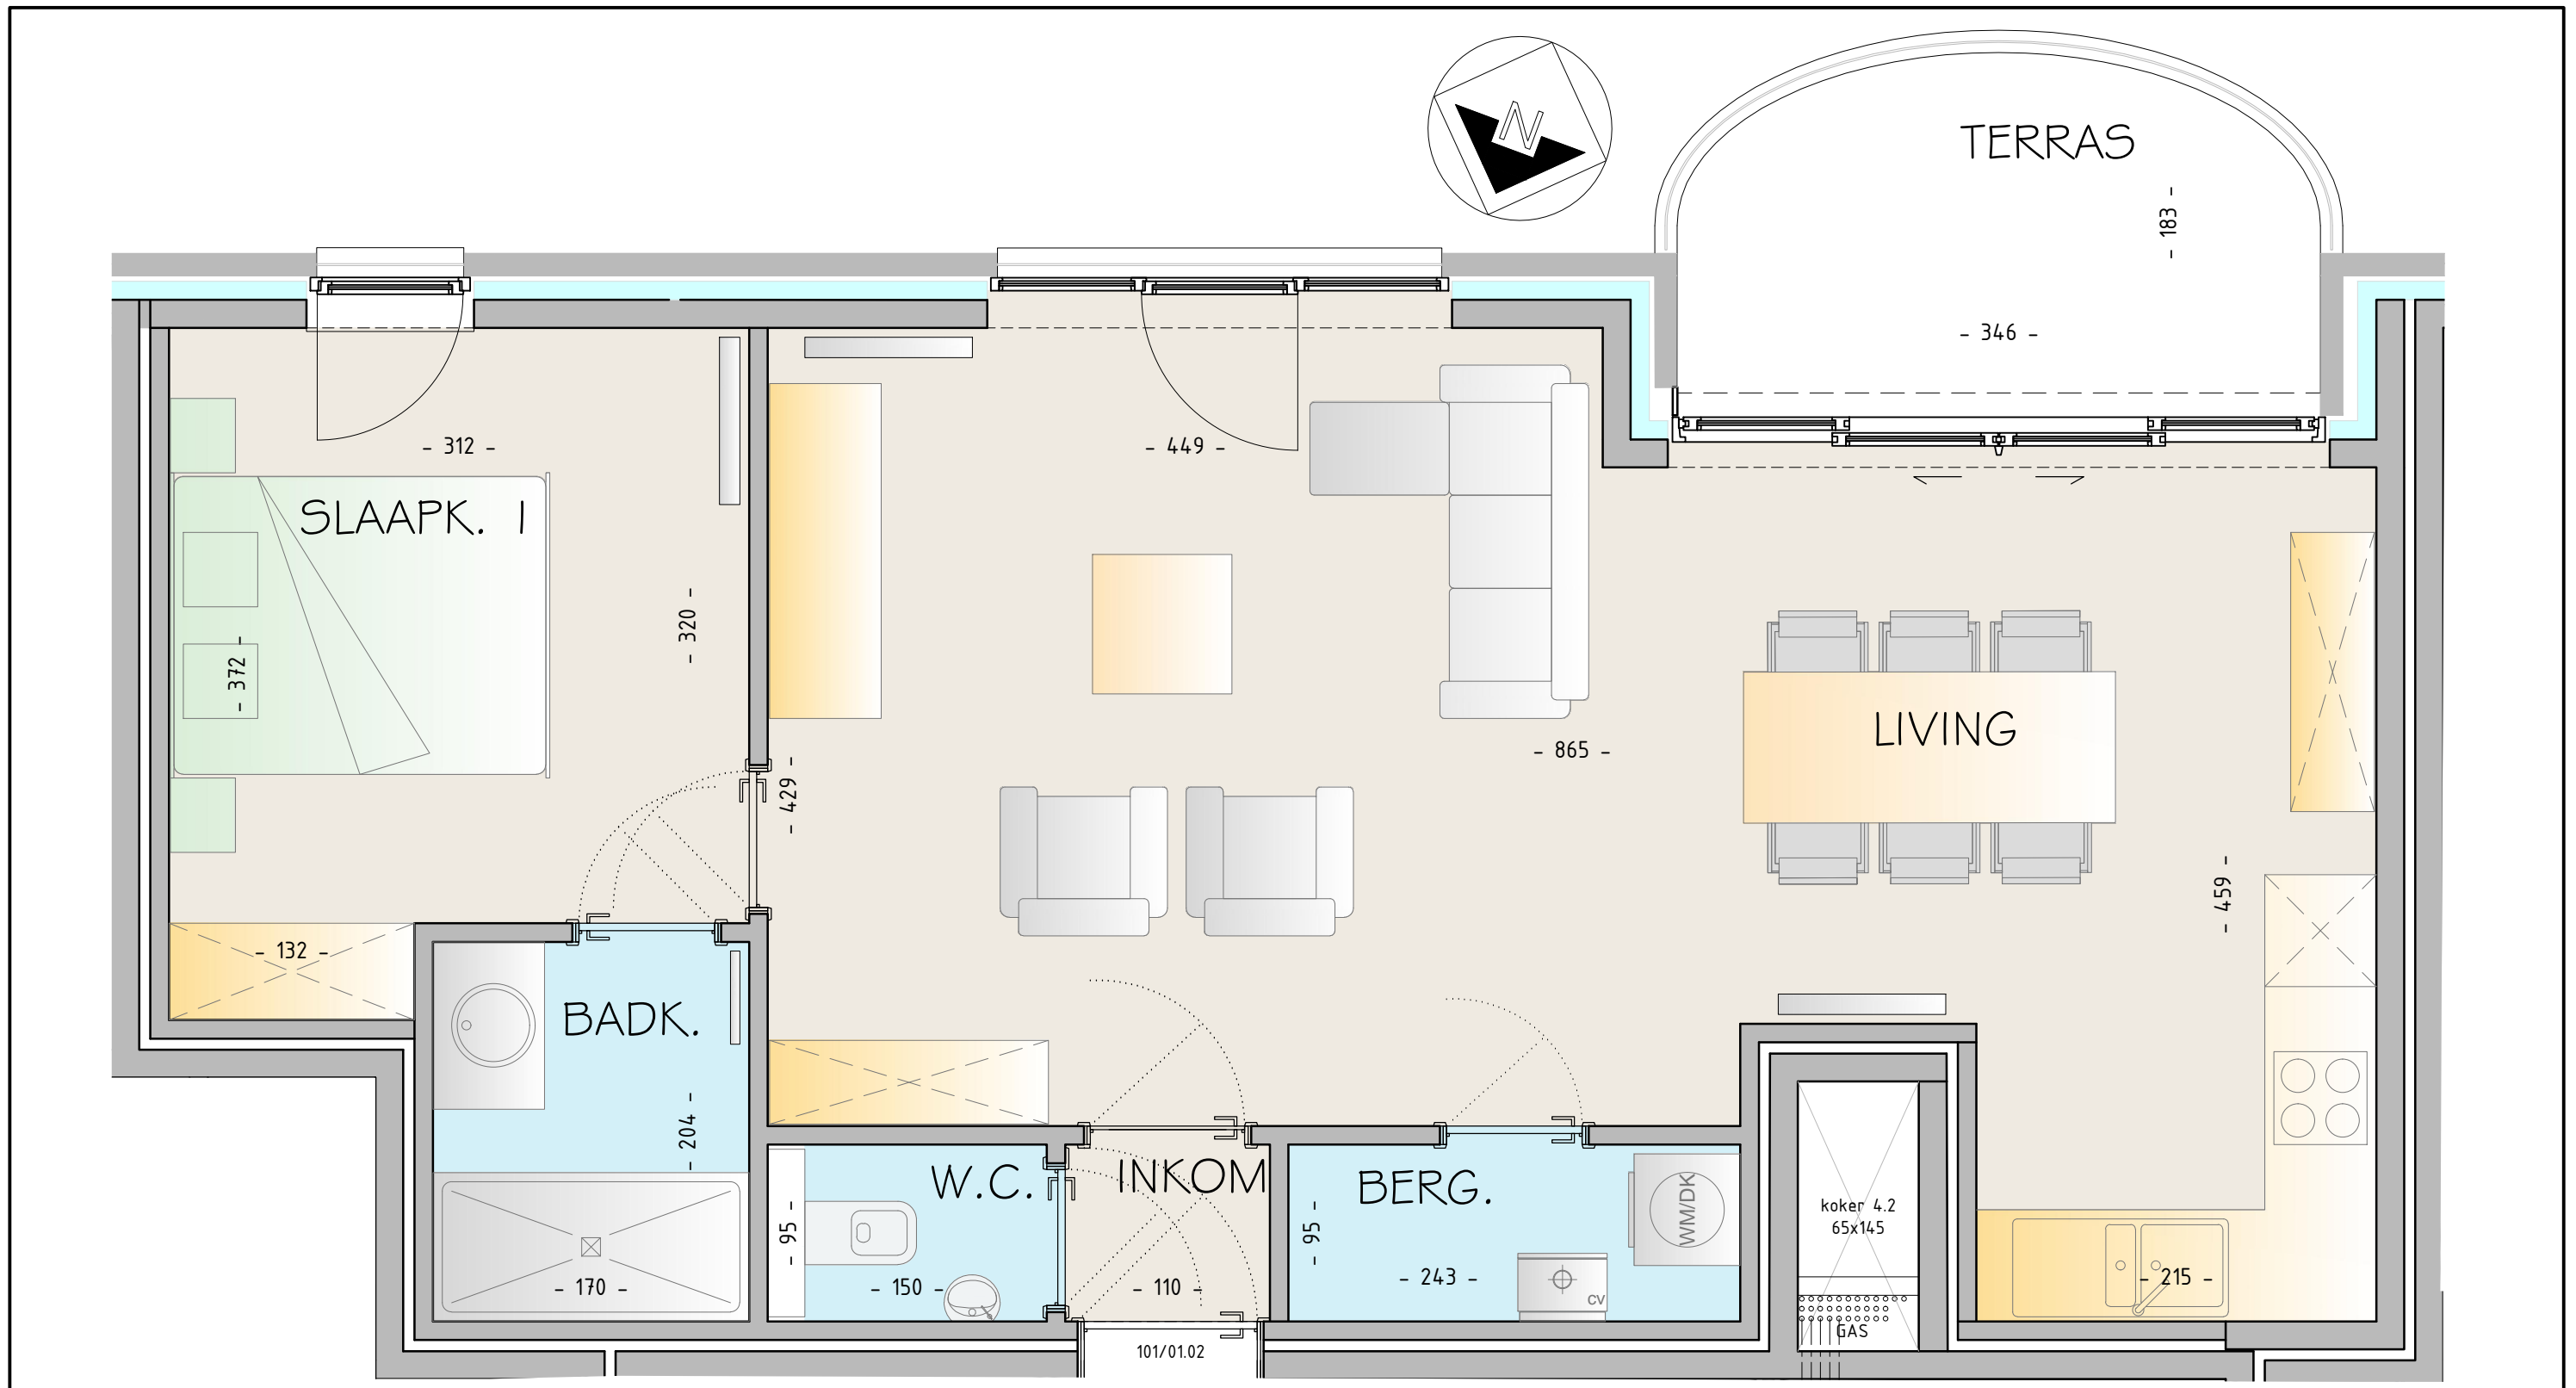 N
TERRAS
- 183 -
- 346 -
- 312 -
- 449 -
SLAAPK. 1
- 320 -
- 372 -
LIVING
- 865 -
- 429 -
- 459 -
- 132 -
BADK.
- 204 -
W.C.
INKOM
BERG.
WM/DK
koker 4.2
65x145
- 95 -
- 95 -
- 170 -
- 150 -
- 110 -
- 243 -
CV
- 215 -
GAS
101/01.02